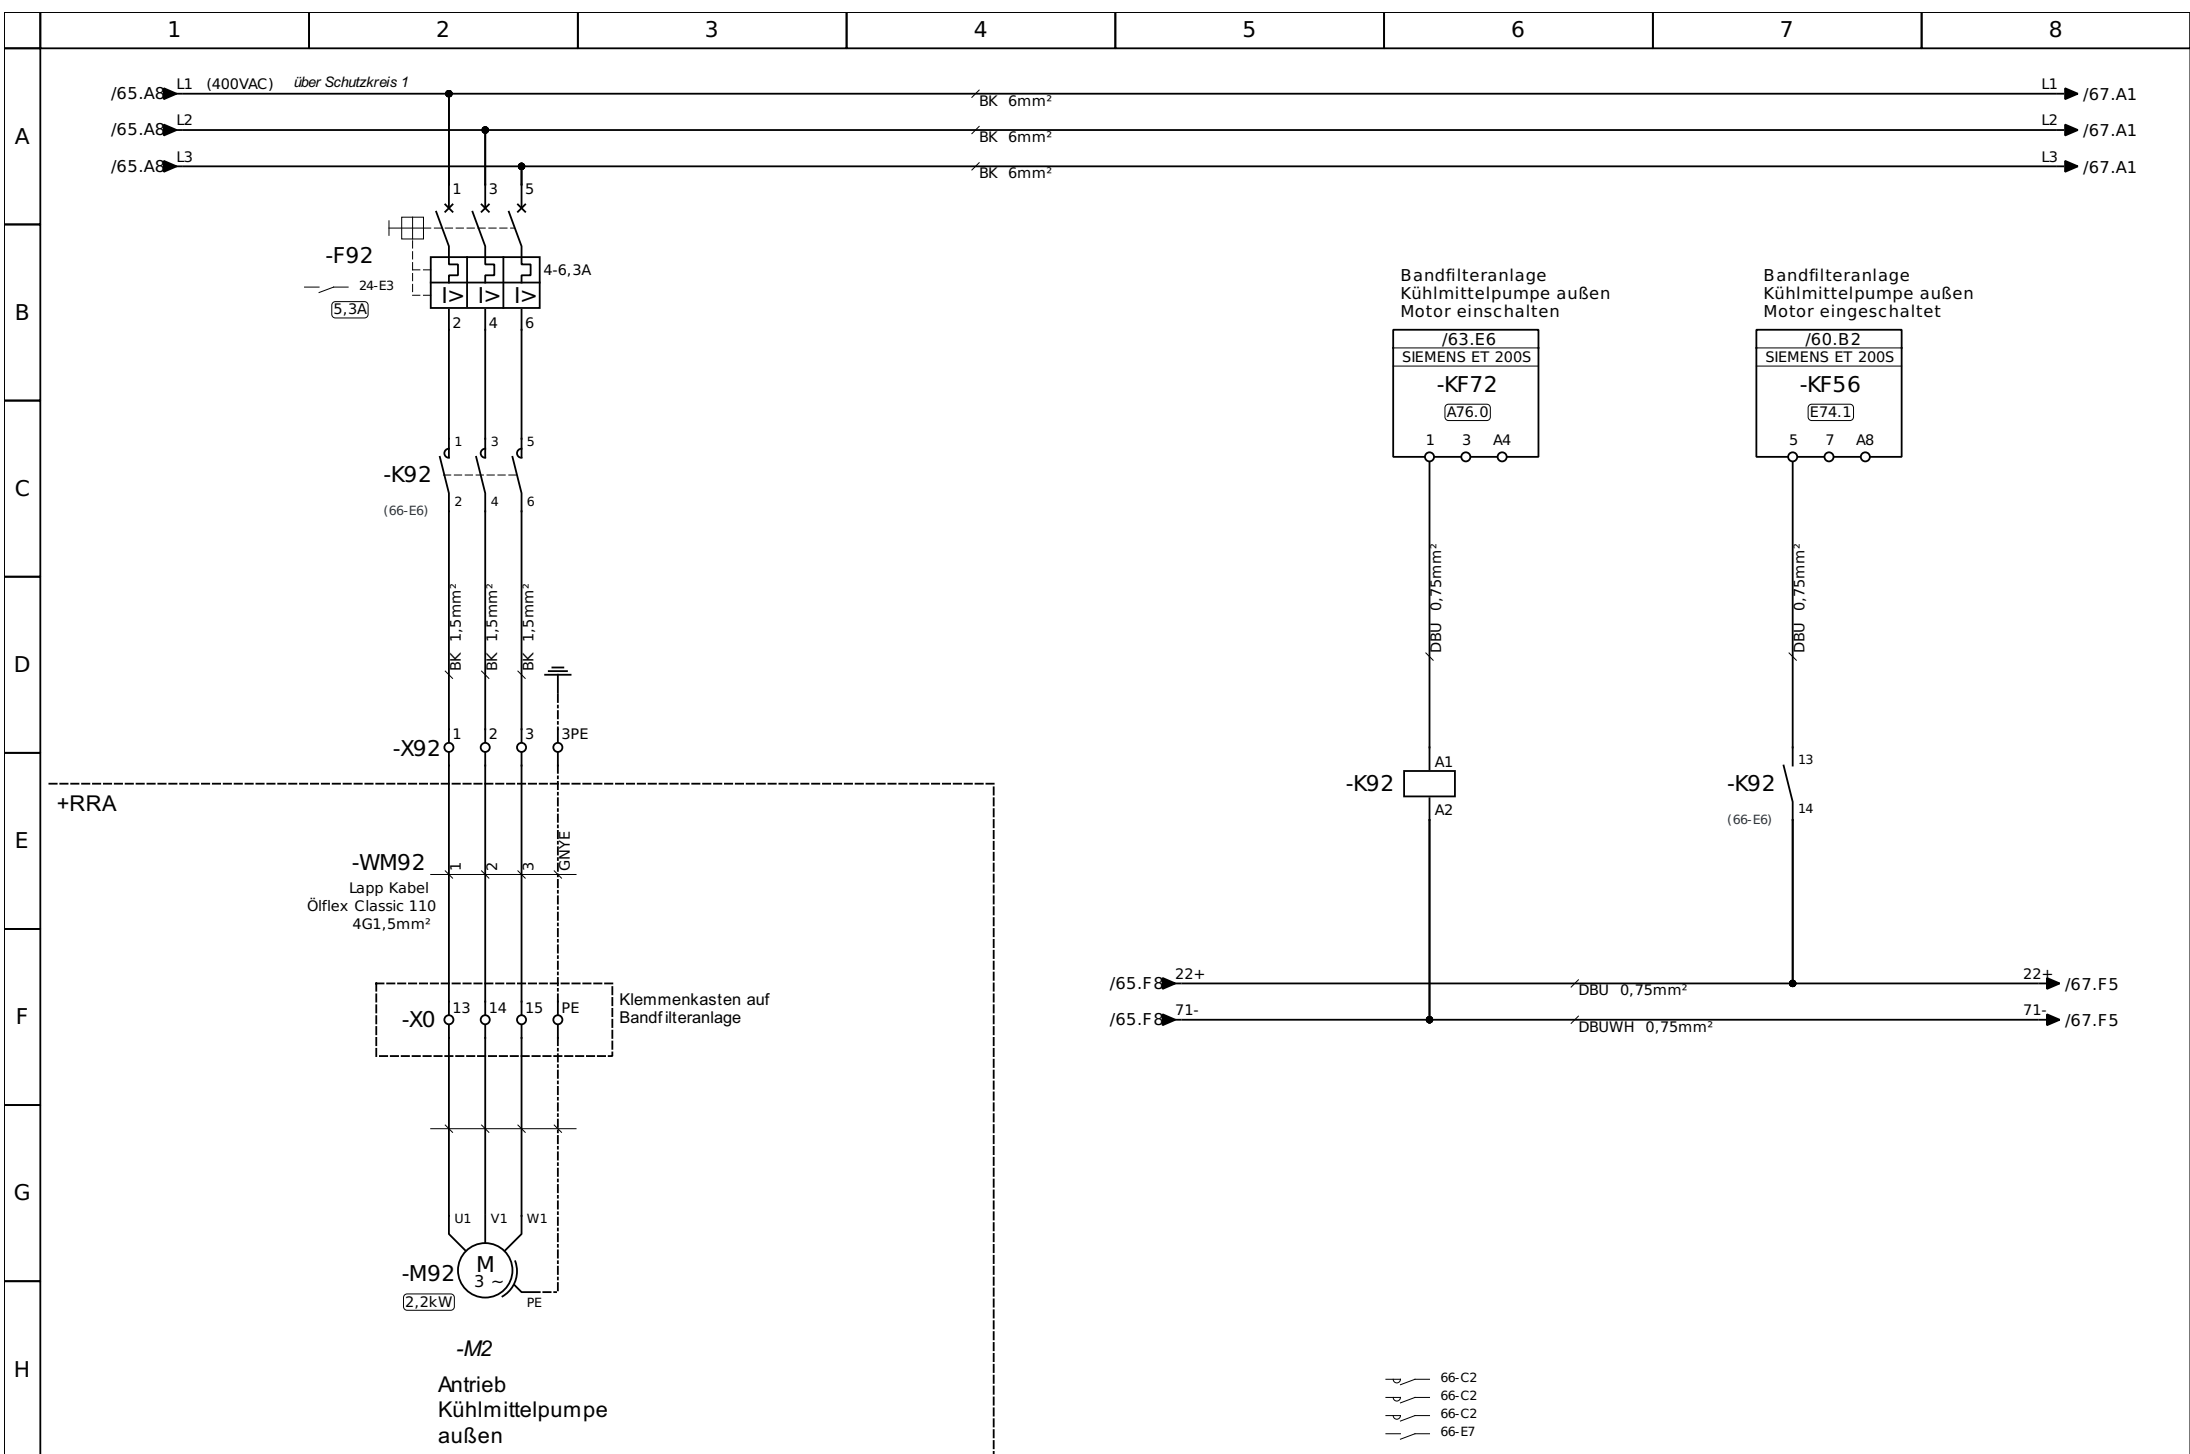 1 2 3 4 5 6 7 8
A
B
C
D
E
F
G
H
/65.A8 L1 (400VAC) über Schutzkreis 1 BK 6mm² L1 /67.A1
/65.A8 L2 BK 6mm² L2 /67.A1
/65.A8 L3 BK 6mm² L3 /67.A1
1 3 5
-F92
4-6,3A
24-E3
5,3A
I> I> I>
2 4 6
1 3 5
-K92
(66-E6)
2 4 6
BK 1,5mm²
BK 1,5mm²
BK 1,5mm²
-X92 1 2 3 3PE
+RRA
-WM92 1 2 3 GNYE
Lapp Kabel
Ölflex Classic 110
4G1,5mm²
-X0 13 14 15 PE
Klemmenkasten auf
Bandfilteranlage
U1 V1 W1
-M92
M
3 ~
2,2kW
PE
-M2
Antrieb
Kühlmittelpumpe
außen
Bandfilteranlage
Kühlmittelpumpe außen
Motor einschalten
/63.E6
SIEMENS ET 200S
-KF72
A76.0
1 3 A4
DBU 0,75mm²
-K92
A1
A2
Bandfilteranlage
Kühlmittelpumpe außen
Motor eingeschaltet
/60.B2
SIEMENS ET 200S
-KF56
E74.1
5 7 A8
DBU 0,75mm²
13
-K92
14
(66-E6)
/65.F8 22+ DBU 0,75mm² 22+ /67.F5
/65.F8 71- DBUWH 0,75mm² 71- /67.F5
66-C2
66-C2
66-C2
66-E7